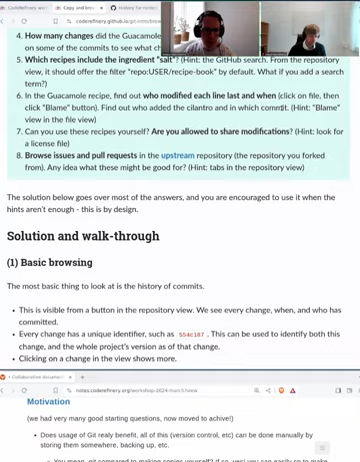 CodeRefinery work
Copy and brow
History for recipes
coderefinery.github.io/git-intro/brows
4. How many changes did the Guacamole
on some of the commits to see what ch
5. Which recipes include the ingredient "salt"? (Hint: the GitHub search. From the repository
view, it should offer the filter "repo:USER/recipe-book" by default. What if you add a search
term?)
6. In the Guacamole recipe, find out who modified each line last and when (click on file, then
click "Blame" button). Find out who added the cilantro and in which commit. (Hint: "Blame"
view in the file view)
7. Can you use these recipes yourself? Are you allowed to share modifications? (Hint: look for
a license file)
8. Browse issues and pull requests in the upstream repository (the repository you forked
from). Any idea what these might be good for? (Hint: tabs in the repository view)
The solution below goes over most of the answers, and you are encouraged to use it when the
hints aren't enough - this is by design.
Solution and walk-through
(1) Basic browsing
The most basic thing to look at is the history of commits.
• This is visible from a button in the repository view. We see every change, when, and who has
committed.
• Every change has a unique identifier, such as 554c187. This can be used to identify both this
change, and the whole project's version as of that change.
• Clicking on a change in the view shows more.
Collaborative document
notes.coderefinery.org/workshop-2024-march?view
Motivation
(we had very many good starting questions, now moved to achive!)
• Does usage of Git realy benefit, all of this (version control, etc) can be done manually by
storing them somewhere, backing up, etc.